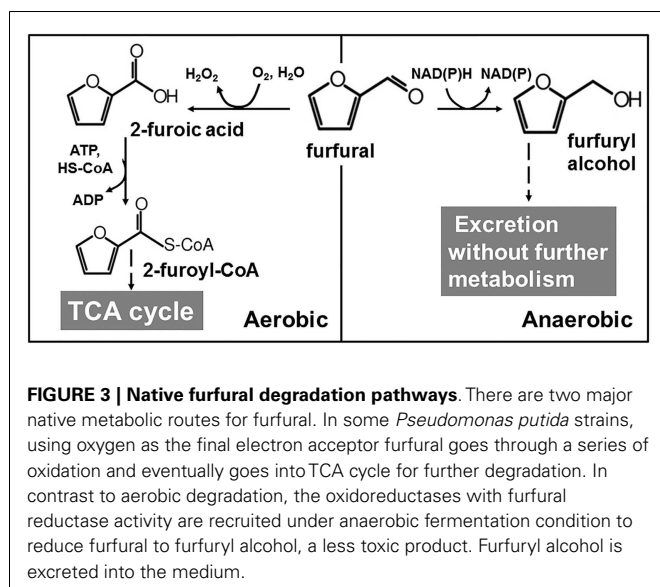 O
OH
2-furoic acid
H2O2
O2, H2O
O
O
furfural
NAD(P)H
NAD(P)
O
OH
furfuryl
alcohol
ATP,
HS-CoA
ADP
O
O
S-CoA
2-furoyl-CoA
TCA cycle
Aerobic
Excretion
without further
metabolism
Anaerobic
FIGURE 3 | Native furfural degradation pathways. There are two major
native metabolic routes for furfural. In some Pseudomonas putida strains,
using oxygen as the final electron acceptor furfural goes through a series of
oxidation and eventually goes into TCA cycle for further degradation. In
contrast to aerobic degradation, the oxidoreductases with furfural
reductase activity are recruited under anaerobic fermentation condition to
reduce furfural to furfuryl alcohol, a less toxic product. Furfuryl alcohol is
excreted into the medium.